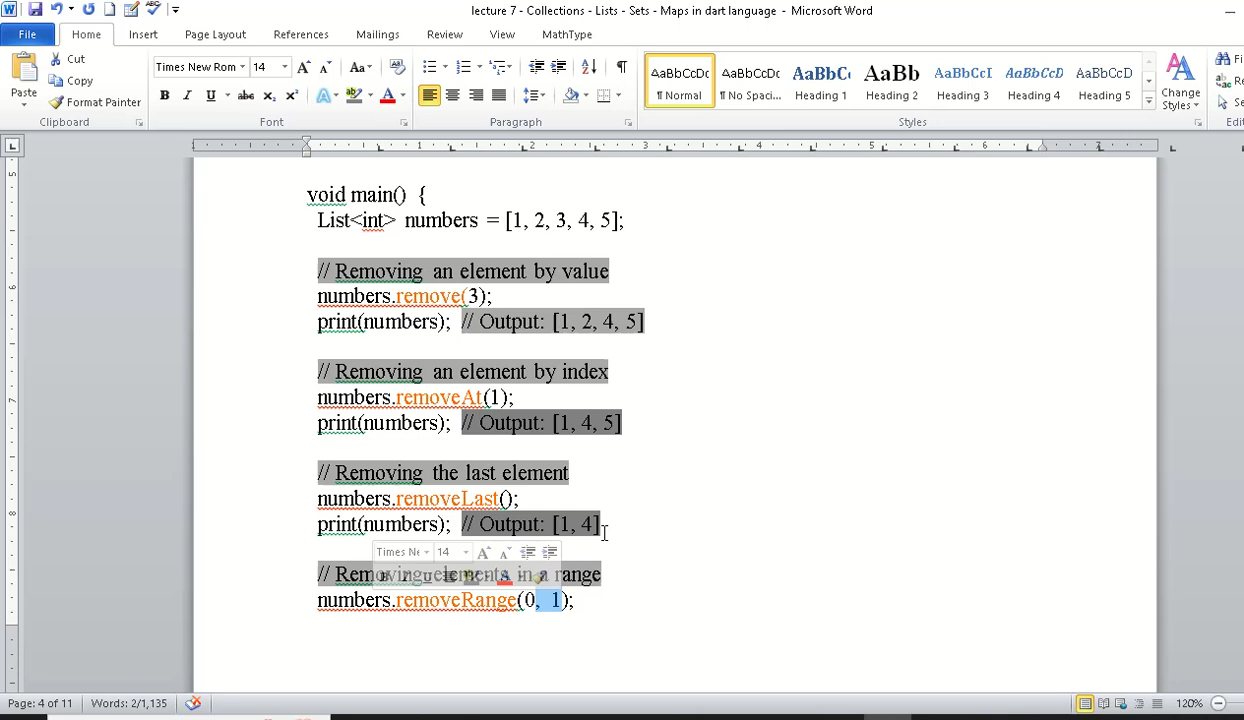 lecture 7 - Collections - Lists - Sets - Maps in dart language - Microsoft Word
File Home Insert Page Layout References Mailings Review View MathType
Paste
Cut
Copy
Format Painter
Clipboard
Times New Rom 14
Font
Paragraph
AaBbCcDc AaBbCcDc AaBbC AaBb AaBbCcI AaBbCcD AaBbCcD
¶ Normal ¶ No Spaci... Heading 1 Heading 2 Heading 3 Heading 4 Heading 5
Change Styles
Styles
void main() {
List<int> numbers = [1, 2, 3, 4, 5];
// Removing an element by value
numbers.remove(3);
print(numbers); // Output: [1, 2, 4, 5]
// Removing an element by index
numbers.removeAt(1);
print(numbers); // Output: [1, 4, 5]
// Removing the last element
numbers.removeLast();
print(numbers); // Output: [1, 4]
Times Ne 14
// Removing elements in a range
numbers.removeRange(0, 1);
Page: 4 of 11 Words: 2/1,135 120%